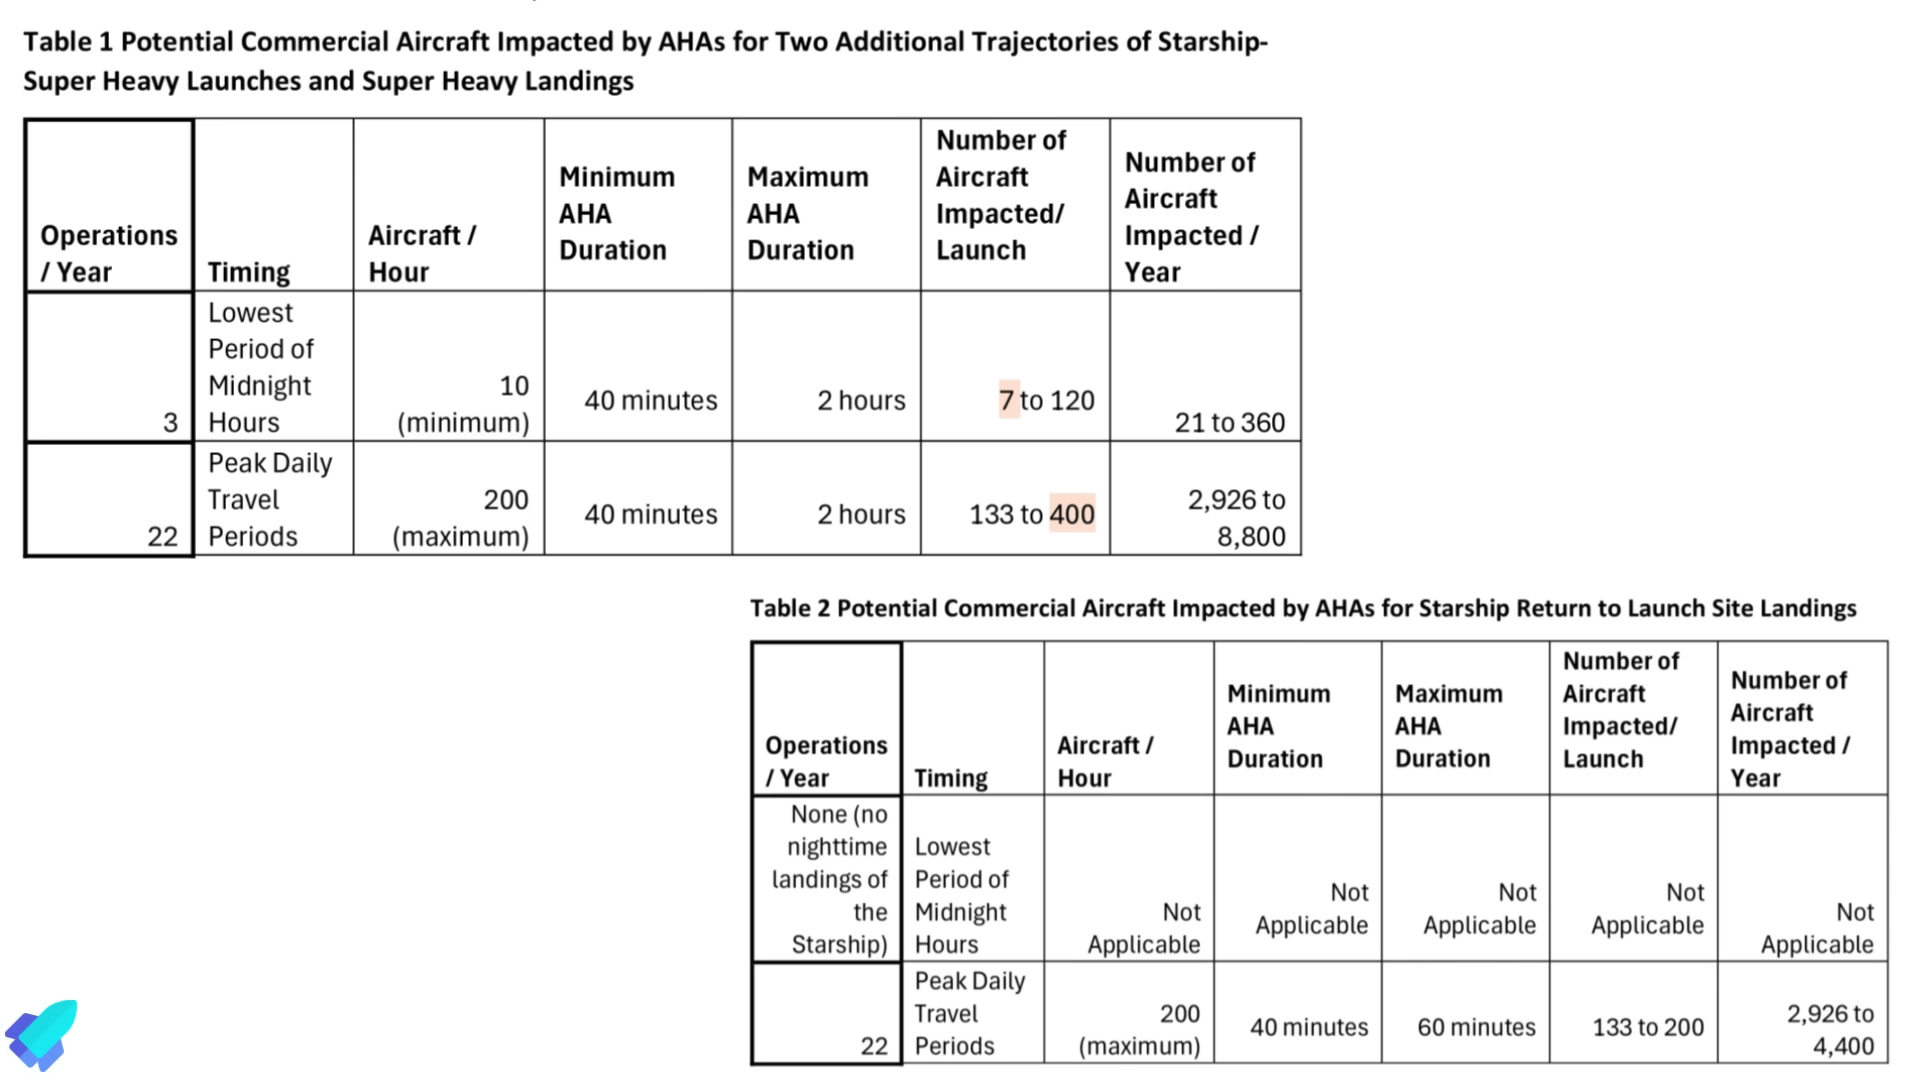 Table 1 Potential Commercial Aircraft Impacted by AHAs for Two Additional Trajectories of Starship-
Super Heavy Launches and Super Heavy Landings
Operations
/ Year
Timing
Aircraft /
Hour
Minimum
AHA
Duration
Maximum
AHA
Duration
Number of
Aircraft
Impacted/
Launch
Number of
Aircraft
Impacted /
Year
3
Lowest
Period of
Midnight
Hours
10
(minimum)
40 minutes
2 hours
7 to 120
21 to 360
22
Peak Daily
Travel
Periods
200
(maximum)
40 minutes
2 hours
133 to 400
2,926 to
8,800
Table 2 Potential Commercial Aircraft Impacted by AHAs for Starship Return to Launch Site Landings
Operations
/ Year
Timing
Aircraft /
Hour
Minimum
AHA
Duration
Maximum
AHA
Duration
Number of
Aircraft
Impacted/
Launch
Number of
Aircraft
Impacted /
Year
None (no
nighttime
landings of
the
Starship)
Lowest
Period of
Midnight
Hours
Not
Applicable
Not
Applicable
Not
Applicable
Not
Applicable
Not
Applicable
22
Peak Daily
Travel
Periods
200
(maximum)
40 minutes
60 minutes
133 to 200
2,926 to
4,400